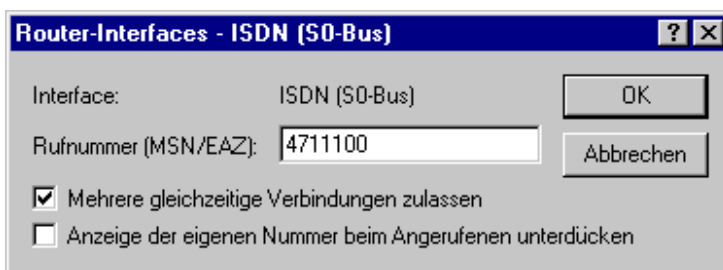 Router-Interfaces - ISDN (S0-Bus)
Interface: ISDN (S0-Bus) OK
Rufnummer (MSN/EAZ): 4711100 Abbrechen
Mehrere gleichzeitige Verbindungen zulassen
Anzeige der eigenen Nummer beim Angerufenen unterdücken